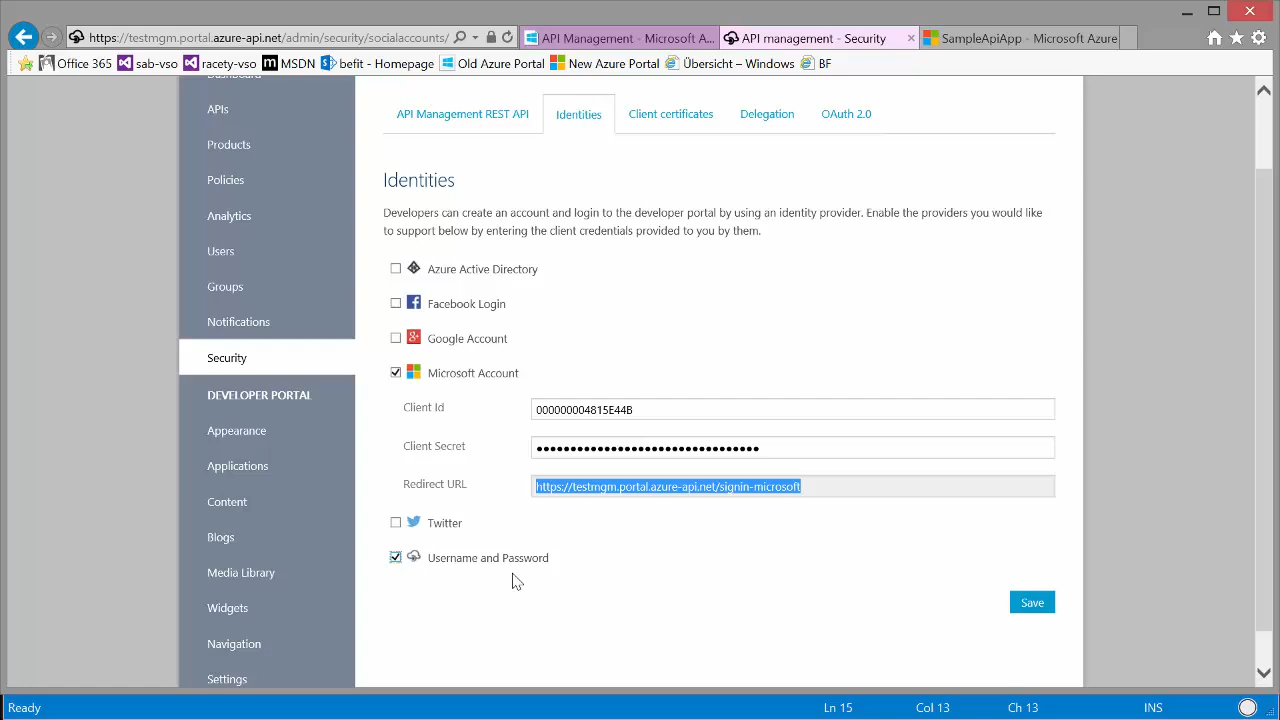 https://testmgm.portal.azure-api.net/admin/security/socialaccounts/
API Management - Microsoft A...
API management - Security
SampleApiApp - Microsoft Azure
Office 365
sab-vso
racety-vso
MSDN
befit - Homepage
Old Azure Portal
New Azure Portal
Übersicht – Windows
BF
Dashboard
APIs
Products
Policies
Analytics
Users
Groups
Notifications
Security
DEVELOPER PORTAL
Appearance
Applications
Content
Blogs
Media Library
Widgets
Navigation
Settings
API Management REST API
Identities
Client certificates
Delegation
OAuth 2.0
Identities
Developers can create an account and login to the developer portal by using an identity provider. Enable the providers you would like
to support below by entering the client credentials provided to you by them.
Azure Active Directory
Facebook Login
Google Account
Microsoft Account
Client Id
000000004815E44B
Client Secret
Redirect URL
https://testmgm.portal.azure-api.net/signin-microsoft
Twitter
Username and Password
Save
Ready
Ln 15
Col 13
Ch 13
INS